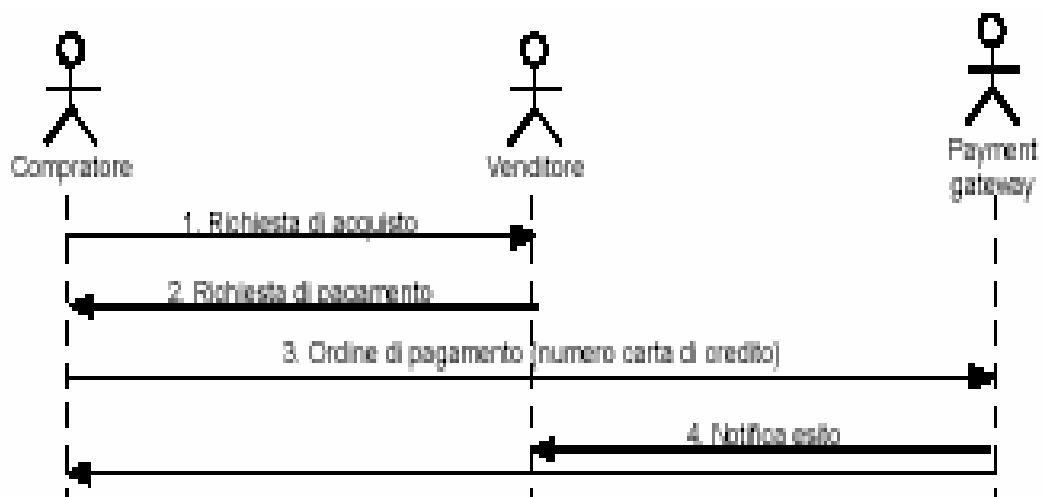 Compratore
Venditore
Payment
gateway
1. Richiesta di acquisto
2. Richiesta di pagamento
3. Ordine di pagamento (numero carta di credito)
4. Notifica esito